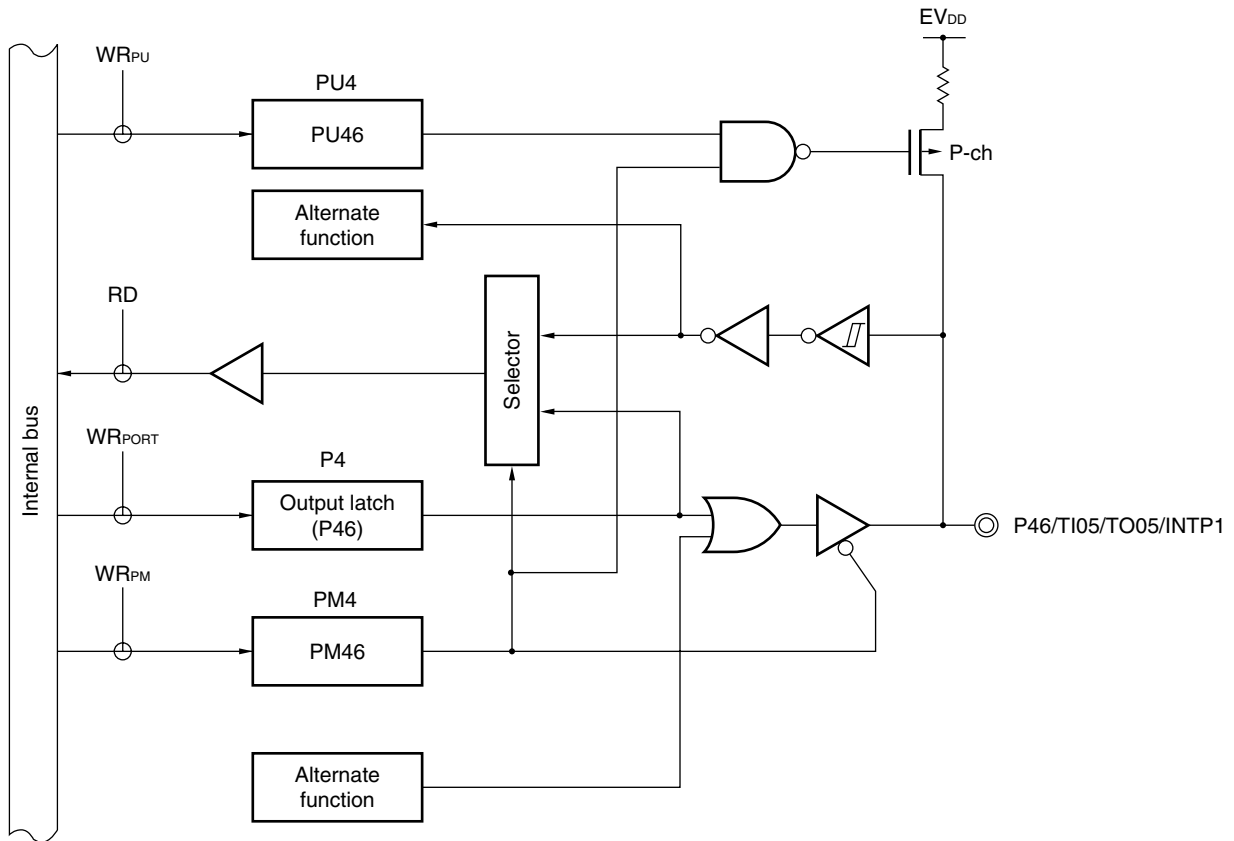 EVDD
WRPU
PU4
PU46
P-ch
Alternate
function
RD
Selector
Internal bus
WRPORT
P4
Output latch
(P46)
P46/TI05/TO05/INTP1
WRPM
PM4
PM46
Alternate
function